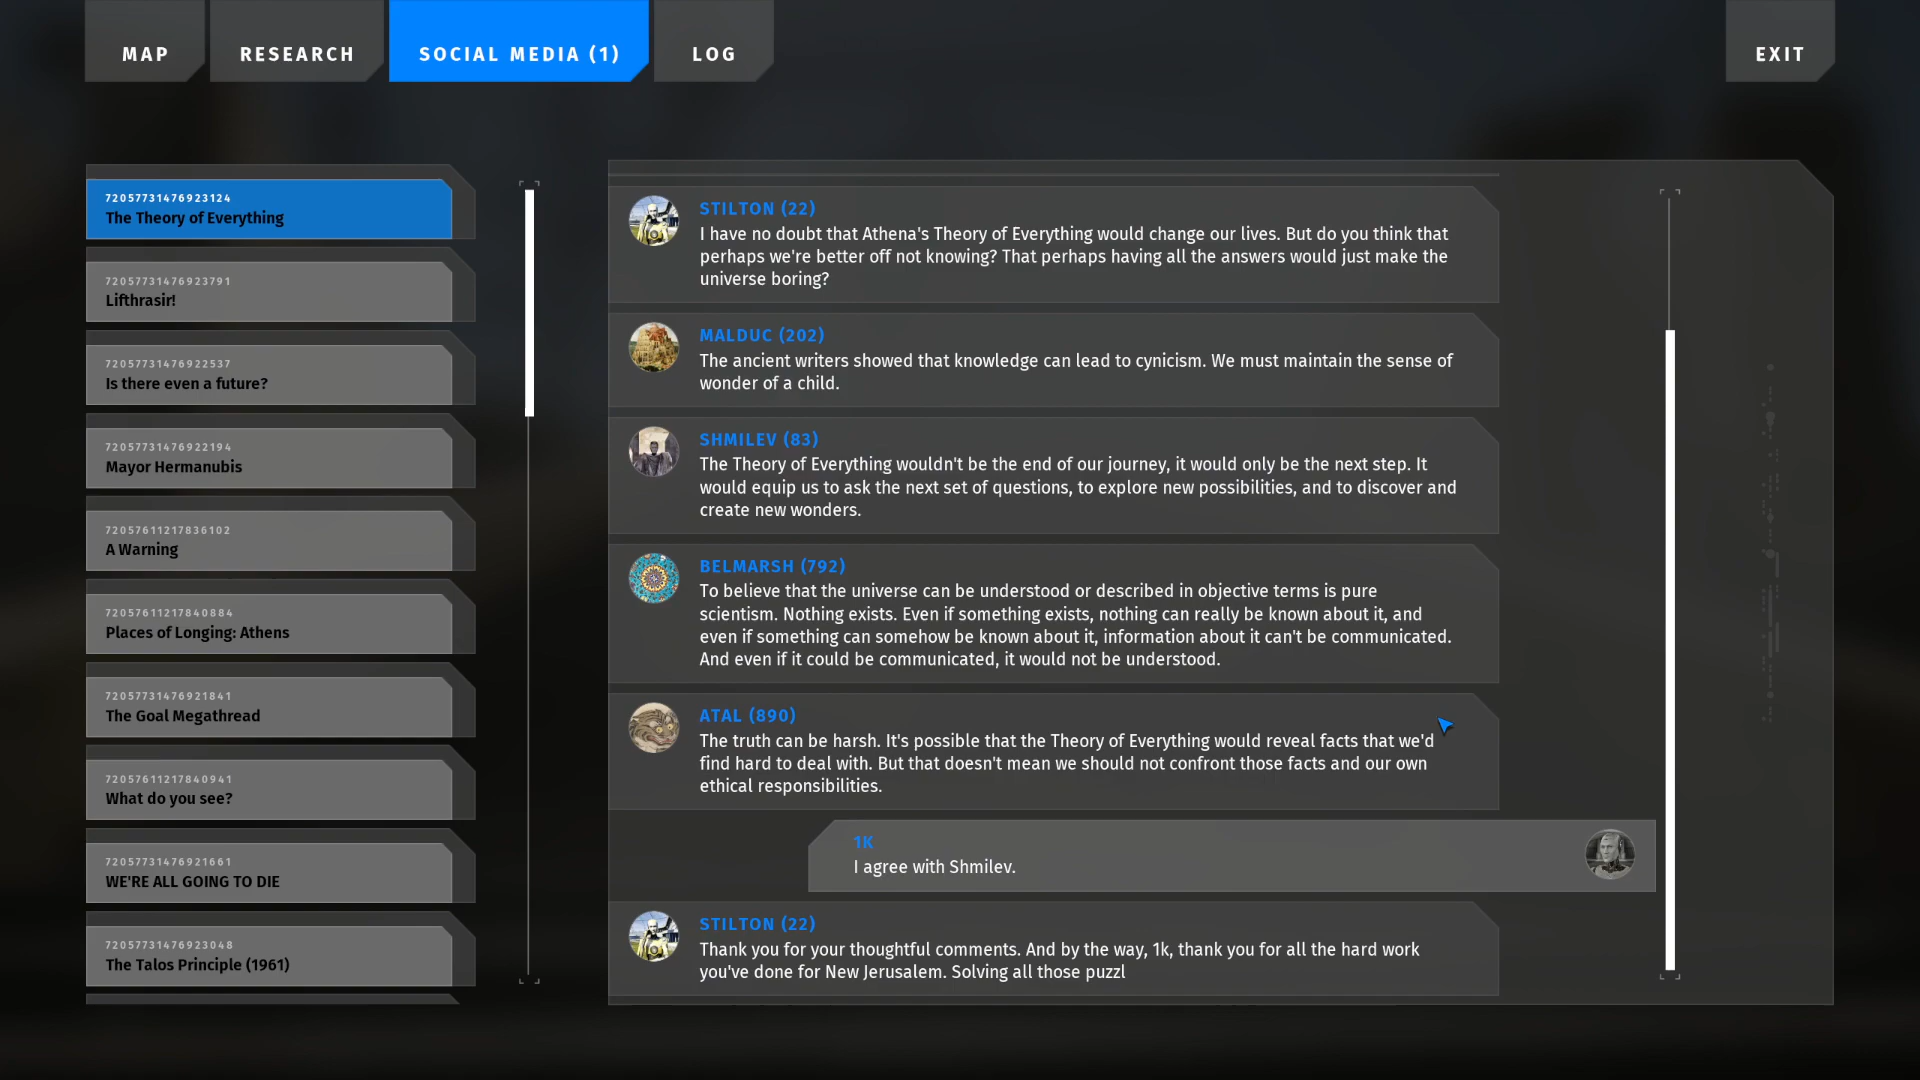 MAP
RESEARCH
SOCIAL MEDIA (1)
LOG
EXIT
72057731476923124
The Theory of Everything
72057731476923791
Lifthrasir!
72057731476922537
Is there even a future?
72057731476922194
Mayor Hermanubis
72057611217836102
A Warning
72057611217840884
Places of Longing: Athens
72057731476921841
The Goal Megathread
72057611217840941
What do you see?
72057731476921661
WE'RE ALL GOING TO DIE
72057731476923048
The Talos Principle (1961)
STILTON (22)
I have no doubt that Athena's Theory of Everything would change our lives. But do you think that
perhaps we're better off not knowing? That perhaps having all the answers would just make the
universe boring?
MALDUC (202)
The ancient writers showed that knowledge can lead to cynicism. We must maintain the sense of
wonder of a child.
SHMILEV (83)
The Theory of Everything wouldn't be the end of our journey, it would only be the next step. It
would equip us to ask the next set of questions, to explore new possibilities, and to discover and
create new wonders.
BELMARSH (792)
To believe that the universe can be understood or described in objective terms is pure
scientism. Nothing exists. Even if something exists, nothing can really be known about it, and
even if something can somehow be known about it, information about it can't be communicated.
And even if it could be communicated, it would not be understood.
ATAL (890)
The truth can be harsh. It's possible that the Theory of Everything would reveal facts that we'd
find hard to deal with. But that doesn't mean we should not confront those facts and our own
ethical responsibilities.
1K
I agree with Shmilev.
STILTON (22)
Thank you for your thoughtful comments. And by the way, 1k, thank you for all the hard work
you've done for New Jerusalem. Solving all those puzzl